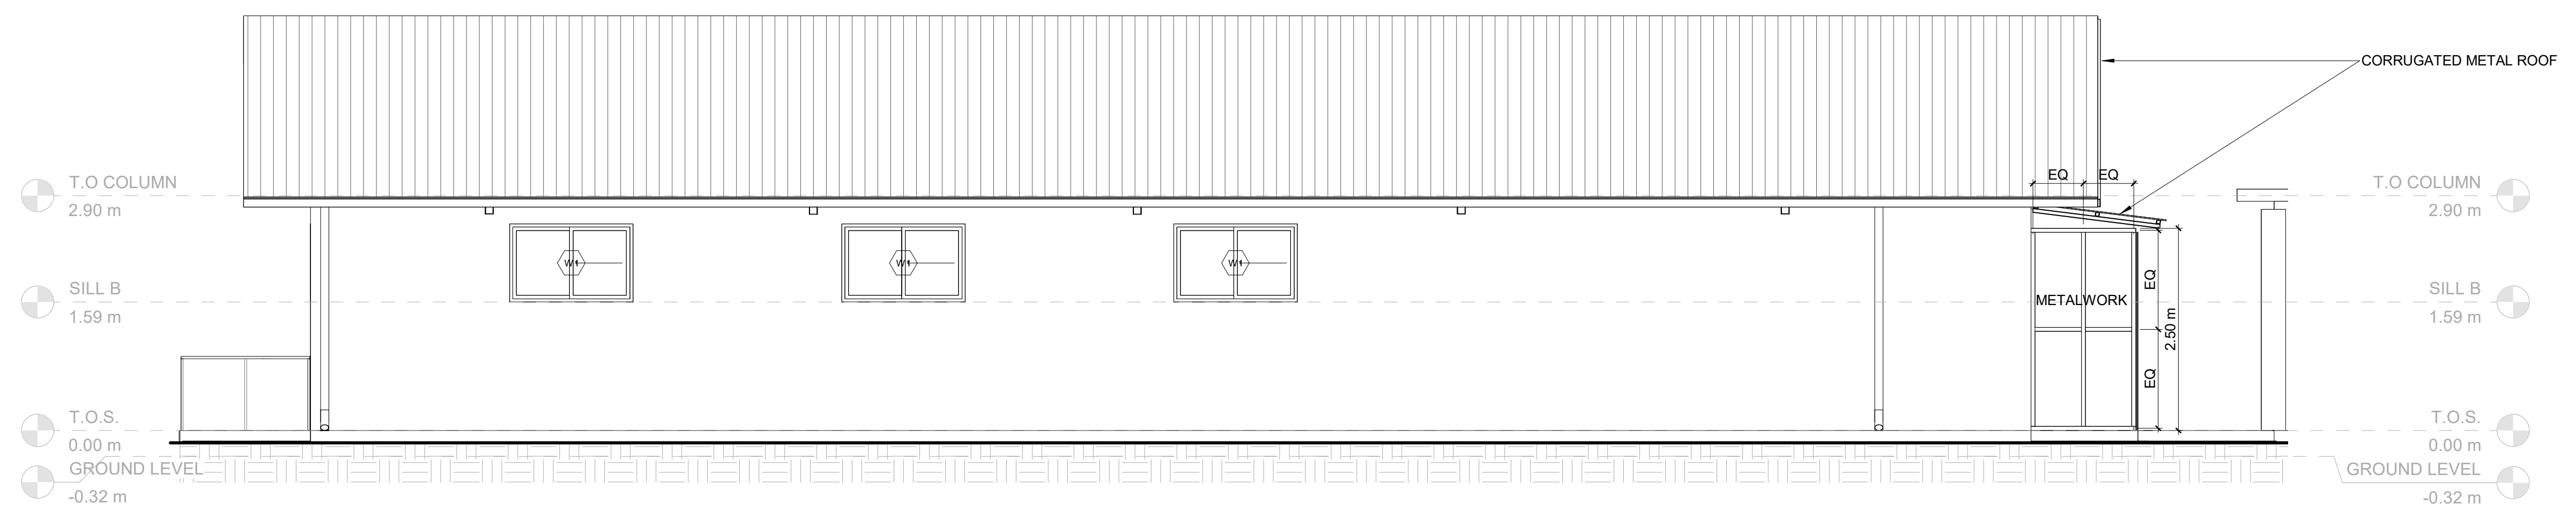 CORRUGATED METAL ROOF
T.O COLUMN
2.90 m
EQ
EQ
T.O COLUMN
2.90 m
W1
W1
W1
SILL B
1.59 m
METALWORK
EQ
2.50 m
EQ
SILL B
1.59 m
T.O.S.
0.00 m
T.O.S.
0.00 m
GROUND LEVEL
-0.32 m
GROUND LEVEL
-0.32 m